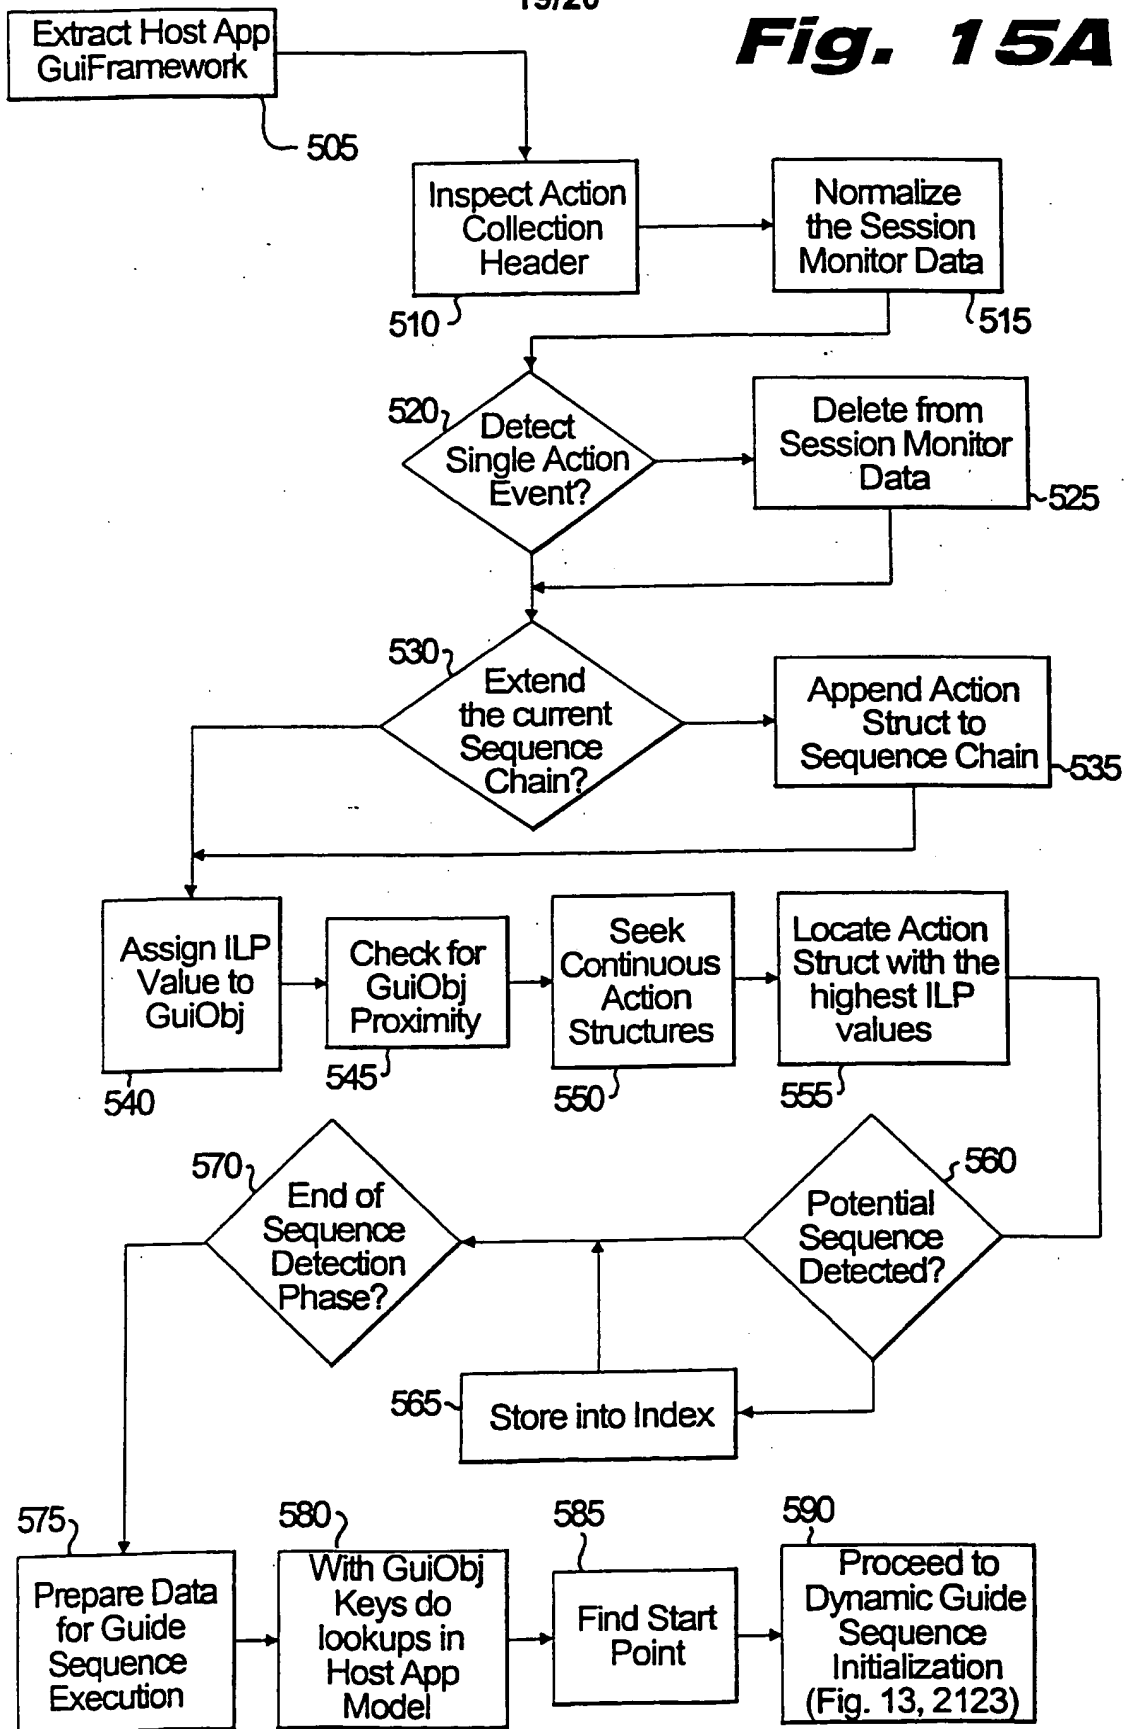 19/20
Fig. 15A
Extract Host App
GuiFramework
505
Inspect Action
Collection
Header
510
Normalize
the Session
Monitor Data
515
520
Detect
Single Action
Event?
Delete from
Session Monitor
Data
525
530
Extend
the current
Sequence
Chain?
Append Action
Struct to
Sequence Chain
535
Assign ILP
Value to
GuiObj
540
Check for
GuiObj
Proximity
545
Seek
Continuous
Action
Structures
550
Locate Action
Struct with the
highest ILP
values
555
560
Potential
Sequence
Detected?
565
Store into Index
570
End of
Sequence
Detection
Phase?
575
Prepare Data
for Guide
Sequence
Execution
580
With GuiObj
Keys do
lookups in
Host App
Model
585
Find Start
Point
590
Proceed to
Dynamic Guide
Sequence
Initialization
(Fig. 13, 2123)